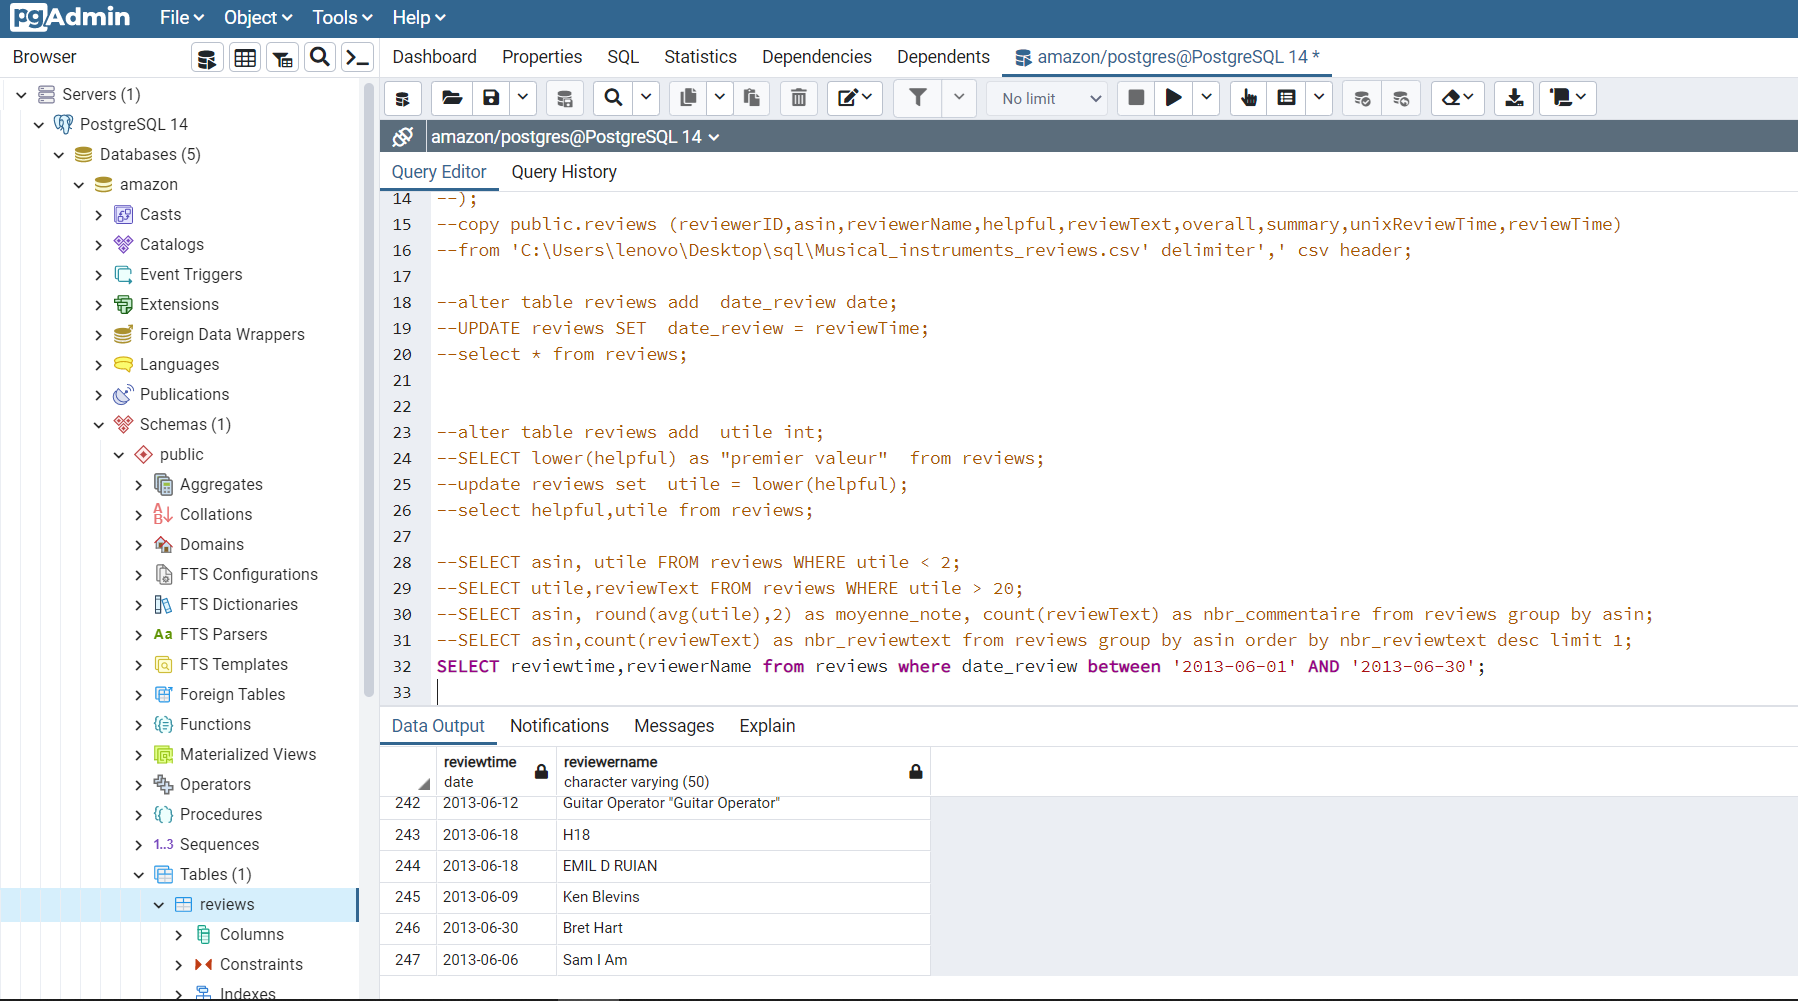 pgAdmin File Object Tools Help
Browser
Dashboard Properties SQL Statistics Dependencies Dependents amazon/postgres@PostgreSQL 14 *
No limit
amazon/postgres@PostgreSQL 14
Query Editor Query History
Servers (1)
PostgreSQL 14
Databases (5)
amazon
Casts
Catalogs
Event Triggers
Extensions
Foreign Data Wrappers
Languages
Publications
Schemas (1)
public
Aggregates
Collations
Domains
FTS Configurations
FTS Dictionaries
Aa FTS Parsers
FTS Templates
Foreign Tables
Functions
Materialized Views
Operators
Procedures
1..3 Sequences
Tables (1)
reviews
Columns
Constraints
Indexes
14 --);
15 --copy public.reviews (reviewerID,asin,reviewerName,helpful,reviewText,overall,summary,unixReviewTime,reviewTime)
16 --from 'C:\Users\lenovo\Desktop\sql\Musical_instruments_reviews.csv' delimiter',' csv header;
17
18 --alter table reviews add  date_review date;
19 --UPDATE reviews SET  date_review = reviewTime;
20 --select * from reviews;
21
22
23 --alter table reviews add  utile int;
24 --SELECT lower(helpful) as "premier valeur"  from reviews;
25 --update reviews set  utile = lower(helpful);
26 --select helpful,utile from reviews;
27
28 --SELECT asin, utile FROM reviews WHERE utile < 2;
29 --SELECT utile,reviewText FROM reviews WHERE utile > 20;
30 --SELECT asin, round(avg(utile),2) as moyenne_note, count(reviewText) as nbr_commentaire from reviews group by asin;
31 --SELECT asin,count(reviewText) as nbr_reviewtext from reviews group by asin order by nbr_reviewtext desc limit 1;
32 SELECT reviewtime,reviewerName from reviews where date_review between '2013-06-01' AND '2013-06-30';
33
Data Output Notifications Messages Explain
reviewtime reviewername
date character varying (50)
242 2013-06-12 Guitar Operator "Guitar Operator"
243 2013-06-18 H18
244 2013-06-18 EMIL D RUIAN
245 2013-06-09 Ken Blevins
246 2013-06-30 Bret Hart
247 2013-06-06 Sam I Am